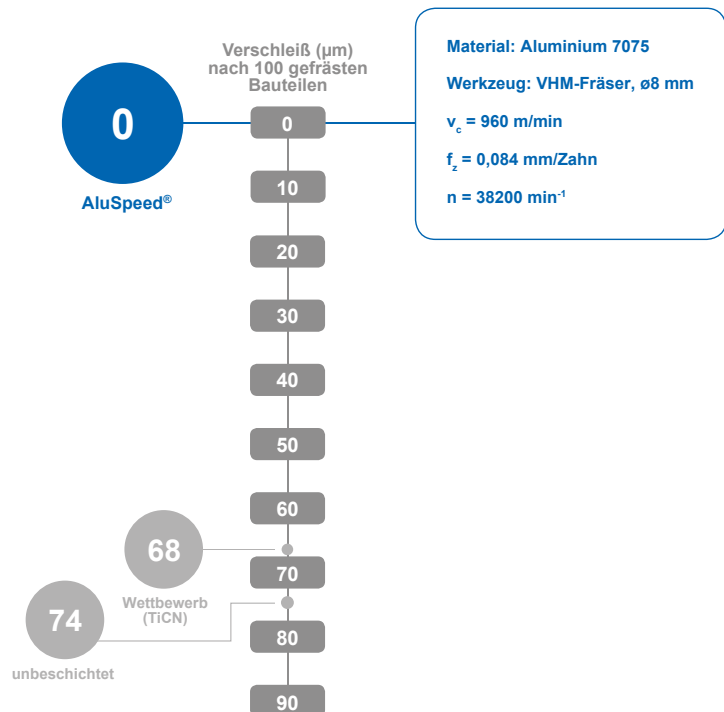 Verschleiß (µm)
nach 100 gefrästen
Bauteilen
0
AluSpeed®
Material: Aluminium 7075
Werkzeug: VHM-Fräser, ø8 mm
v_c = 960 m/min
f_z = 0,084 mm/Zahn
n = 38200 min⁻¹
0
10
20
30
40
50
60
70
80
90
68
Wettbewerb
(TiCN)
74
unbeschichtet